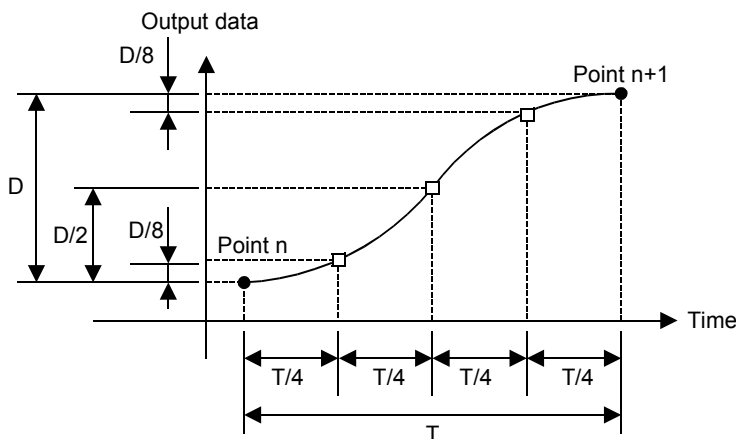 Output data
D/8
Point n+1
D
D/2
D/8
Point n
Time
T/4
T/4
T/4
T/4
T